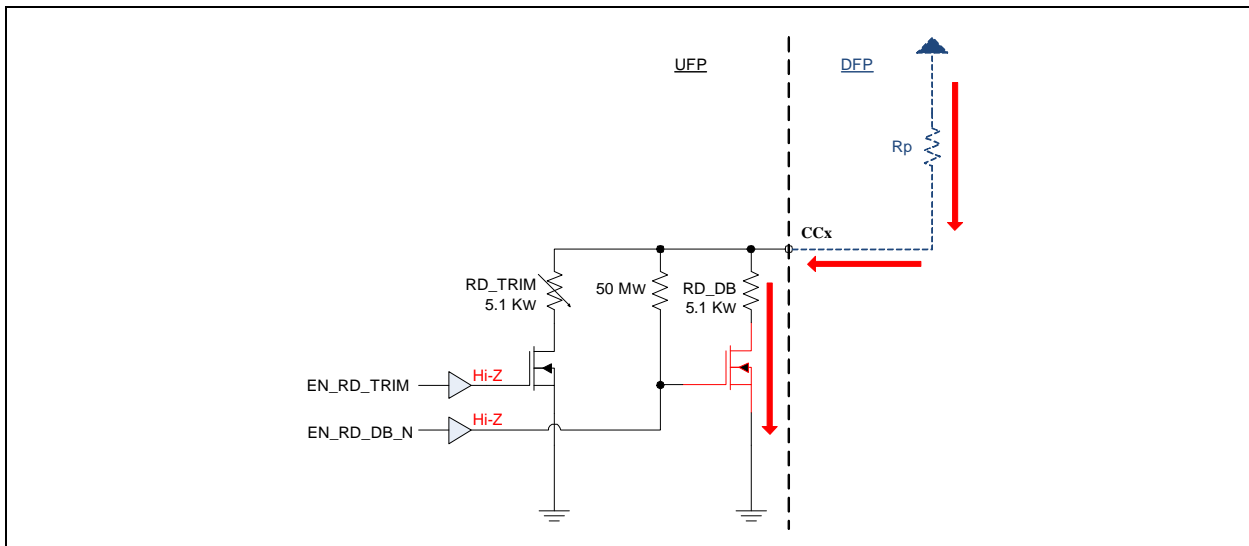 UFP
DFP
Rp
CCx
RD_TRIM
5.1 Kw
50 Mw
RD_DB
5.1 Kw
EN_RD_TRIM
Hi-Z
EN_RD_DB_N
Hi-Z